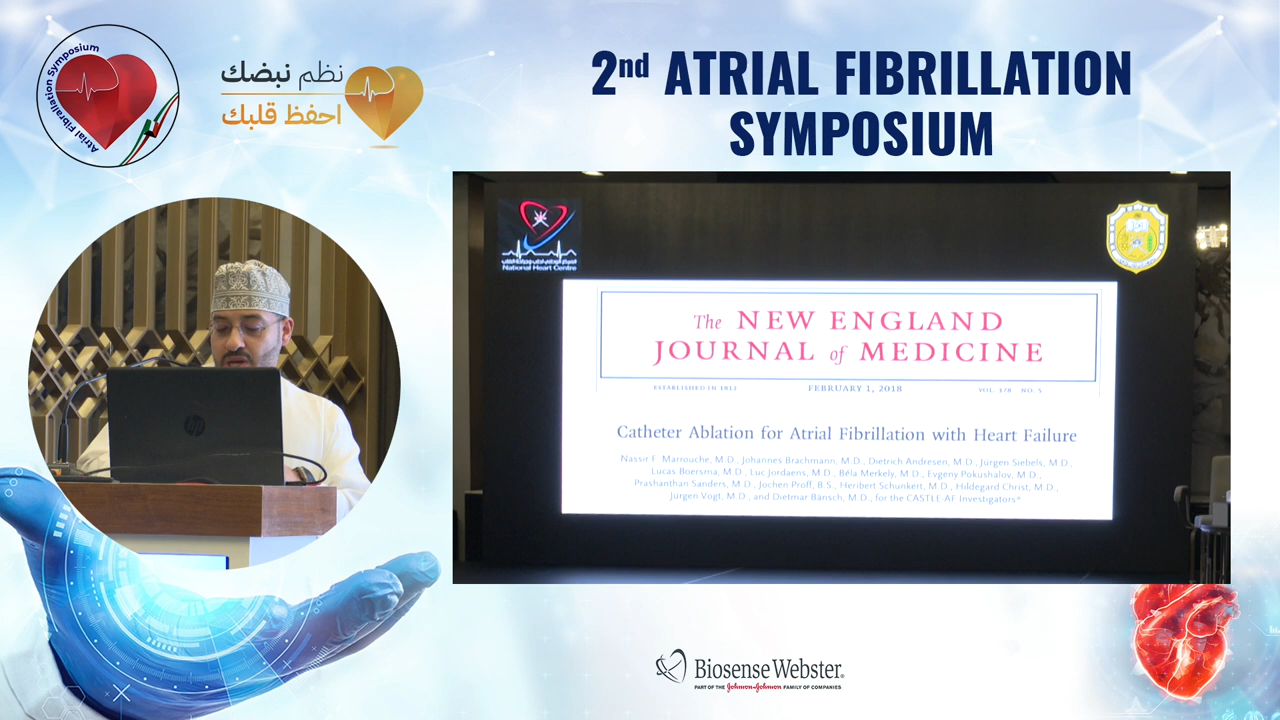 Atrial Fibrallation Symposium
نظم نبضك
احفظ قلبك
2nd ATRIAL FIBRILLATION
SYMPOSIUM
National Heart Centre
The NEW ENGLAND
JOURNAL of MEDICINE
ESTABLISHED IN 1812
FEBRUARY 1, 2018
VOL. 378 NO. 5
Catheter Ablation for Atrial Fibrillation with Heart Failure
Nassir F. Marrouche, M.D., Johannes Brachmann, M.D., Dietrich Andresen, M.D., Jürgen Siebels, M.D.,
Lucas Boersma, M.D., Luc Jordaens, M.D., Béla Merkely, M.D., Evgeny Pokushalov, M.D.,
Prashanthan Sanders, M.D., Jochen Proff, B.S., Heribert Schunkert, M.D., Hildegard Christ, M.D.,
Jürgen Vogt, M.D., and Dietmar Bänsch, M.D., for the CASTLE-AF Investigators*
hp
Biosense Webster.
PART OF THE Johnson & Johnson FAMILY OF COMPANIES